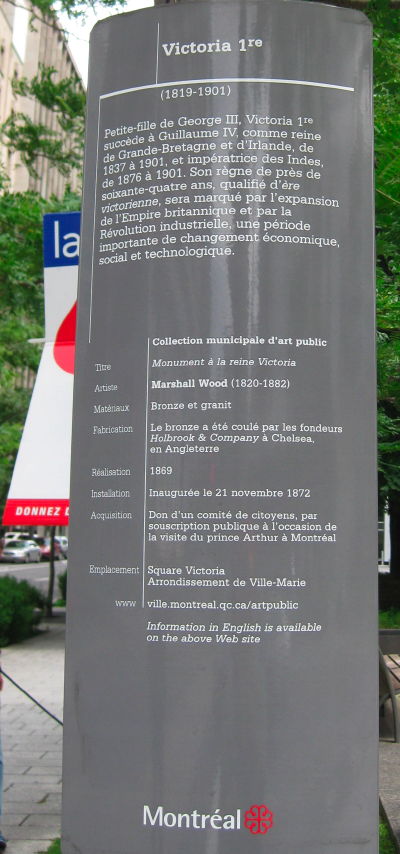 Victoria 1re
(1819-1901)
Petite-fille de George III, Victoria 1re
succède à Guillaume IV, comme reine
de Grande-Bretagne et d'Irlande, de
1837 à 1901, et impératrice des Indes,
de 1876 à 1901. Son règne de près de
soixante-quatre ans, qualifié d'ère
victorienne, sera marqué par l'expansion
de l'Empire britannique et par la
Révolution industrielle, une période
importante de changement économique,
social et technologique.
Collection municipale d'art public
Titre Monument à la reine Victoria
Artiste Marshall Wood (1820-1882)
Matériaux Bronze et granit
Fabrication Le bronze a été coulé par les fondeurs
Holbrook & Company à Chelsea,
en Angleterre
Réalisation 1869
Installation Inaugurée le 21 novembre 1872
Acquisition Don d'un comité de citoyens, par
souscription publique à l'occasion de
la visite du prince Arthur à Montréal
Emplacement Square Victoria
Arrondissement de Ville-Marie
www ville.montreal.qc.ca/artpublic
Information in English is available
on the above Web site
Montréal
la
DONNEZ